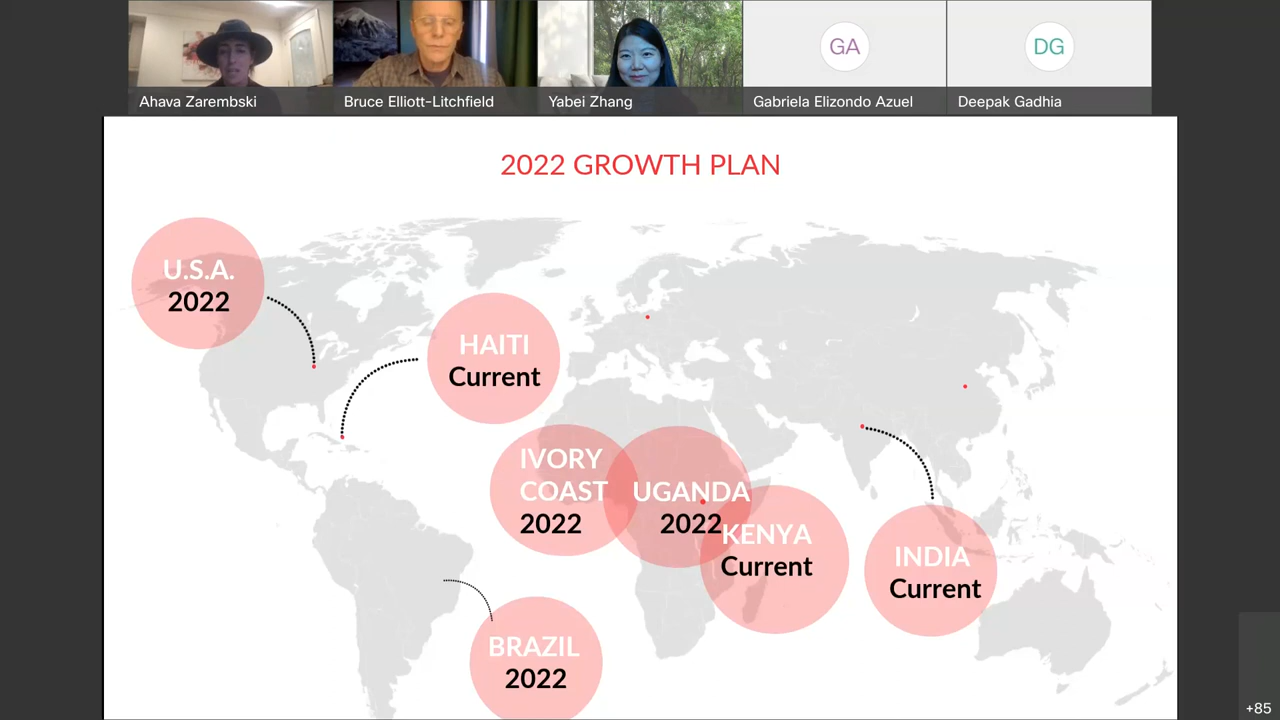 Ahava Zarembski
Bruce Elliott-Litchfield
Yabei Zhang
GA
Gabriela Elizondo Azuel
DG
Deepak Gadhia
2022 GROWTH PLAN
U.S.A.
2022
HAITI
Current
IVORY
COAST
2022
UGANDA
2022
KENYA
Current
INDIA
Current
BRAZIL
2022
+85